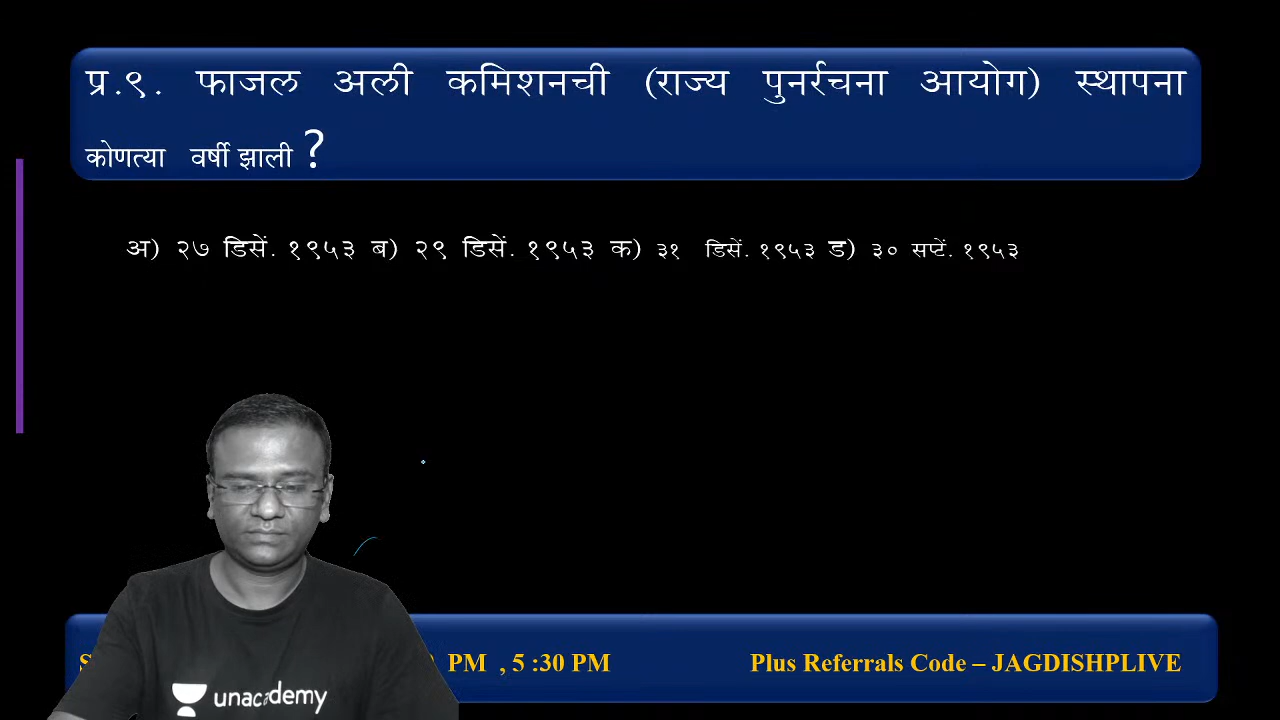 प्र.९. फाजल अली कमिशनची (राज्य पुनर्रचना आयोग) स्थापना
कोणत्या वर्षी झाली ?
अ) २७ डिसें. १९५३ ब) २९ डिसें. १९५३ क) ३१ डिसें. १९५३ ड) ३० सप्टें. १९५३
PM , 5 :30 PM
Plus Referrals Code – JAGDISHPLIVE
unacademy